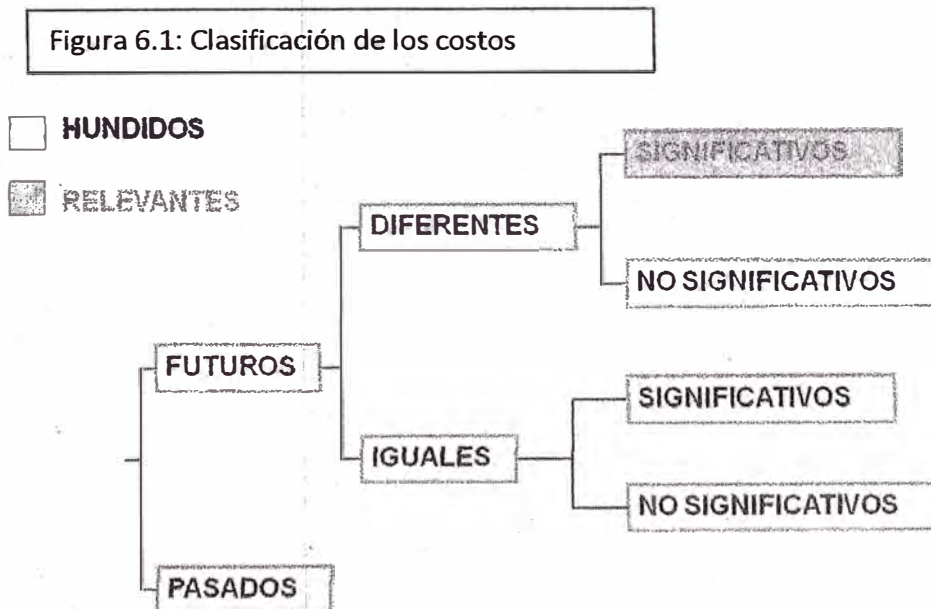 Figura 6.1: Clasificación de los costos
HUNDIDOS
RELEVANTES
SIGNIFICATIVOS
DIFERENTES
NO SIGNIFICATIVOS
FUTUROS
SIGNIFICATIVOS
IGUALES
NO SIGNIFICATIVOS
PASADOS